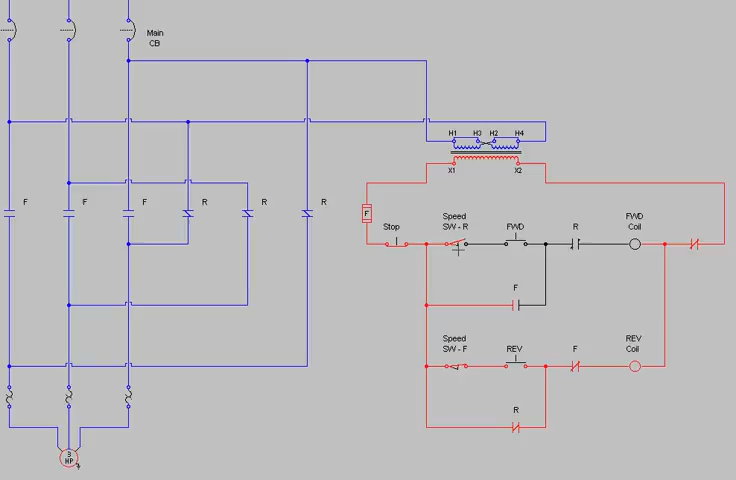 Main
CB
H1 H3 H2 H4
X1 X2
F F F R R R
F
Stop
Speed
SW - R
FWD
R
FWD
Coil
F
Speed
SW - F
REV
F
REV
Coil
R
3
HP